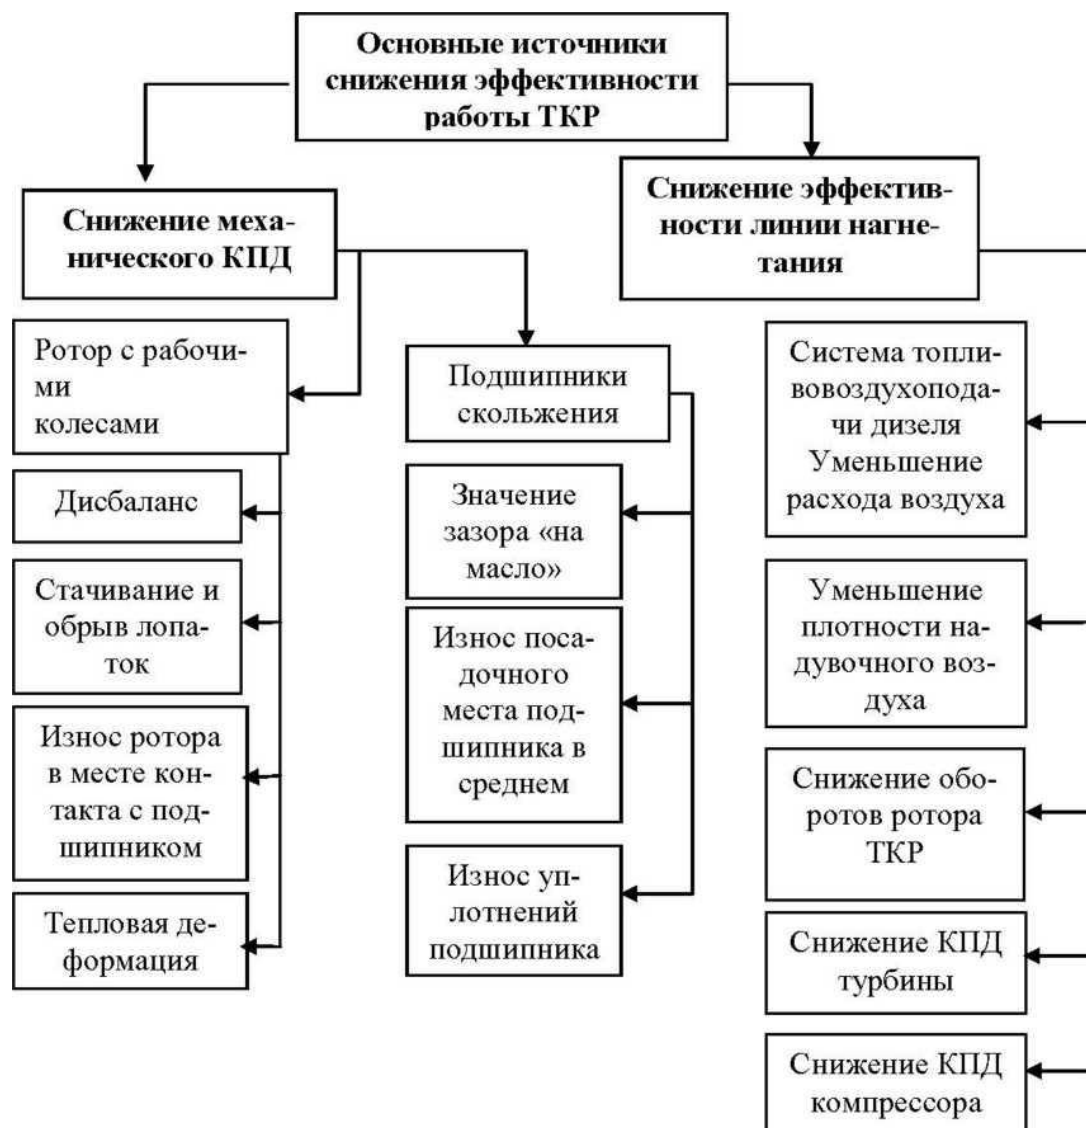 Основные источники
снижения эффективности
работы ТКР
Снижение меха-
нического КПД
Снижение эффектив-
ности линии нагне-
тания
Ротор с рабочи-
ми
колесами
Дисбаланс
Стачивание и
обрыв лопа-
ток
Износ ротора
в месте кон-
такта с под-
шипником
Тепловая де-
формация
Подшипники
скольжения
Значение
зазора «на
масло»
Износ поса-
дочного
места под-
шипника в
среднем
Износ уп-
лотнений
подшипника
Система топли-
вовоздухопода-
чи дизеля
Уменьшение
расхода воздуха
Уменьшение
плотности на-
дувочного воз-
духа
Снижение обо-
ротов ротора
ТКР
Снижение КПД
турбины
Снижение КПД
компрессора